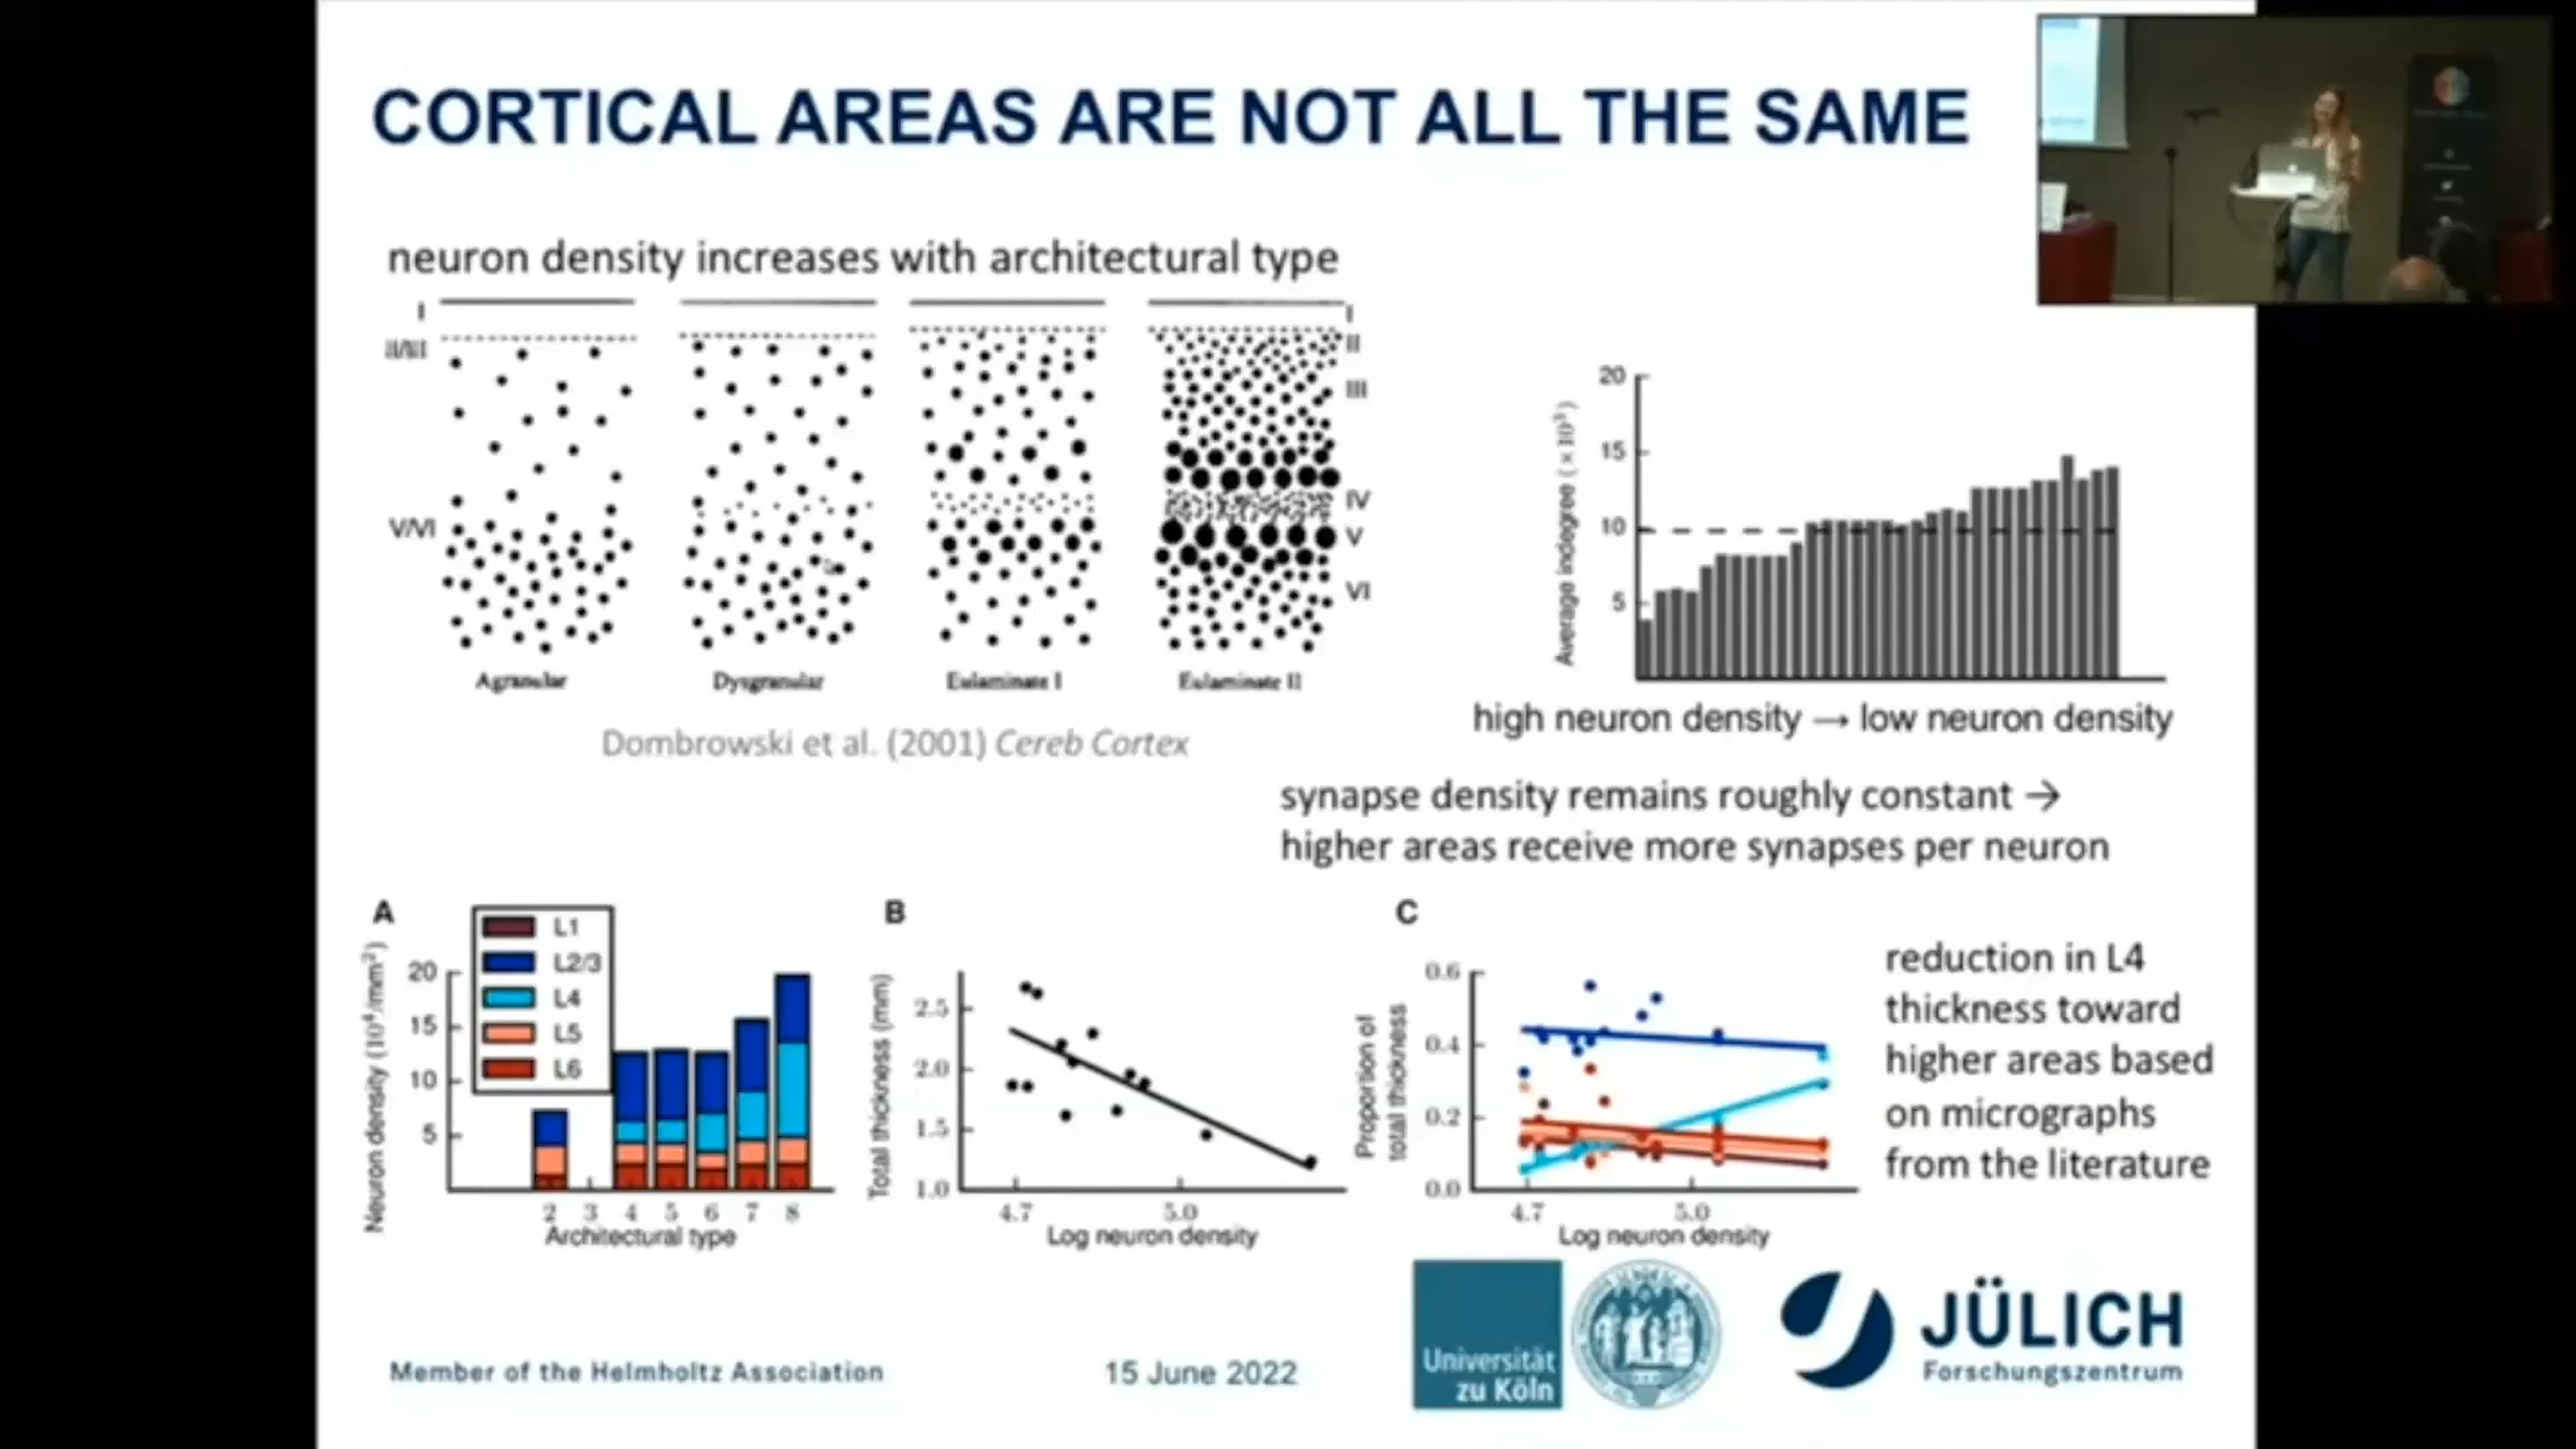 CORTICAL AREAS ARE NOT ALL THE SAME
neuron density increases with architectural type
I
II/III
V/VI
I
II
III
IV
V
VI
Agranular
Dysgranular
Eulaminate I
Eulaminate II
Dombrowski et al. (2001) Cereb Cortex
20
15
10
5
Average indegree (×10³)
high neuron density → low neuron density
synapse density remains roughly constant →
higher areas receive more synapses per neuron
A
L1
L2/3
L4
L5
L6
20
15
10
5
Neuron density (10⁴/mm²)
2 3 4 5 6 7 8
Architectural type
B
2.5
2.0
1.5
1.0
Total thickness (mm)
4.7 5.0
Log neuron density
C
0.6
0.4
0.2
0.0
Proportion of
total thickness
4.7 5.0
Log neuron density
reduction in L4
thickness toward
higher areas based
on micrographs
from the literature
Member of the Helmholtz Association
15 June 2022
Universität
zu Köln
JÜLICH
Forschungszentrum